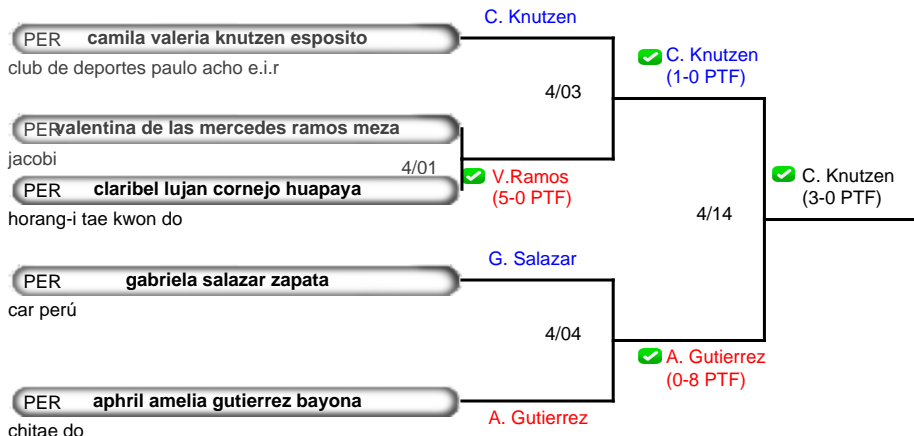 C. Knutzen
PER camila valeria knutzen esposito
club de deportes paulo acho e.i.r
C. Knutzen
(1-0 PTF)
4/03
PER valentina de las mercedes ramos meza
jacobi
4/01
V.Ramos
(5-0 PTF)
PER claribel lujan cornejo huapaya
horang-i tae kwon do
C. Knutzen
(3-0 PTF)
4/14
G. Salazar
PER gabriela salazar zapata
car perú
4/04
A. Gutierrez
(0-8 PTF)
PER aphril amelia gutierrez bayona
chitae do
A. Gutierrez